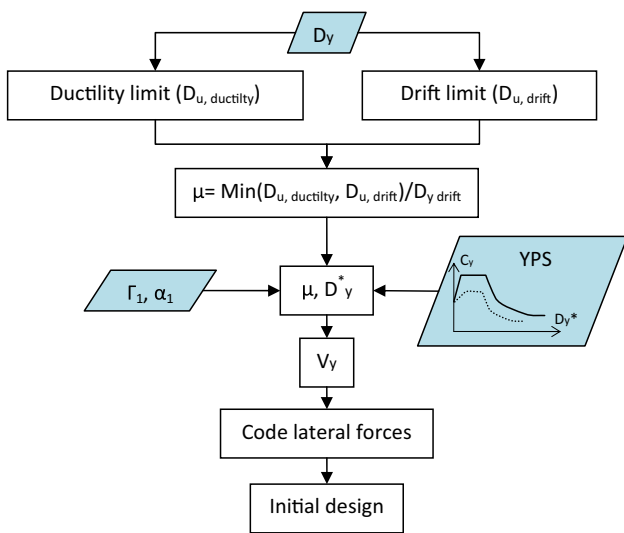 Dy
Ductility limit (Du, ductilty)
Drift limit (Du, drift)
μ= Min(Du, ductilty, Du, drift)/Dy drift
YPS
Cy
Dy*
Γ1, α1
μ, D*y
Vy
Code lateral forces
Initial design